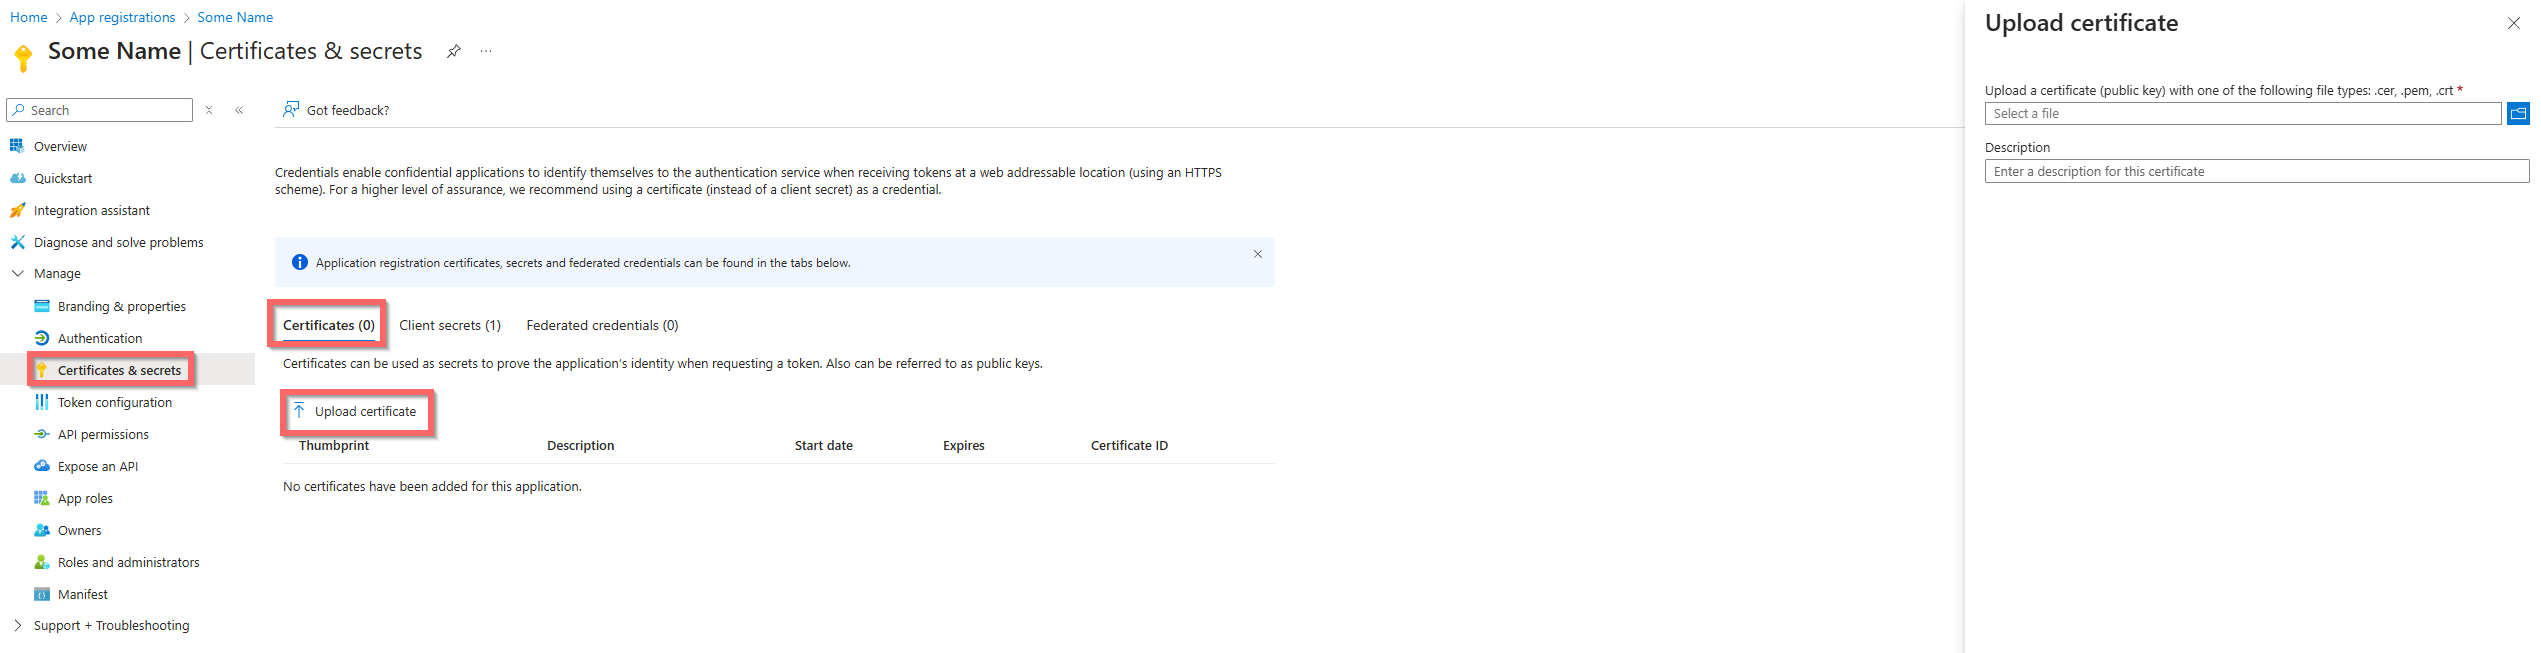 Home > App registrations > Some Name
Some Name | Certificates & secrets
Search
Overview
Quickstart
Integration assistant
Diagnose and solve problems
Manage
Branding & properties
Authentication
Certificates & secrets
Token configuration
API permissions
Expose an API
App roles
Owners
Roles and administrators
Manifest
Support + Troubleshooting
Got feedback?
Credentials enable confidential applications to identify themselves to the authentication service when receiving tokens at a web addressable location (using an HTTPS
scheme). For a higher level of assurance, we recommend using a certificate (instead of a client secret) as a credential.
Application registration certificates, secrets and federated credentials can be found in the tabs below.
Certificates (0) Client secrets (1) Federated credentials (0)
Certificates can be used as secrets to prove the application's identity when requesting a token. Also can be referred to as public keys.
Upload certificate
Thumbprint Description Start date Expires Certificate ID
No certificates have been added for this application.
Upload certificate
Upload a certificate (public key) with one of the following file types: .cer, .pem, .crt *
Select a file
Description
Enter a description for this certificate